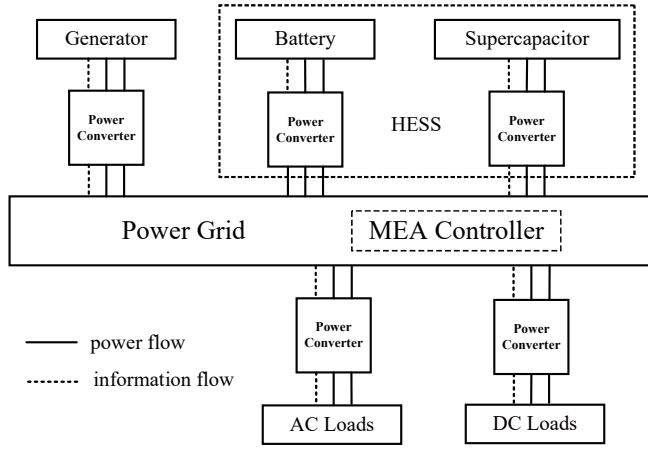 Generator
Battery
Supercapacitor
Power
Converter
Power
Converter
HESS
Power
Converter
Power Grid
MEA Controller
Power
Converter
Power
Converter
power flow
information flow
AC Loads
DC Loads